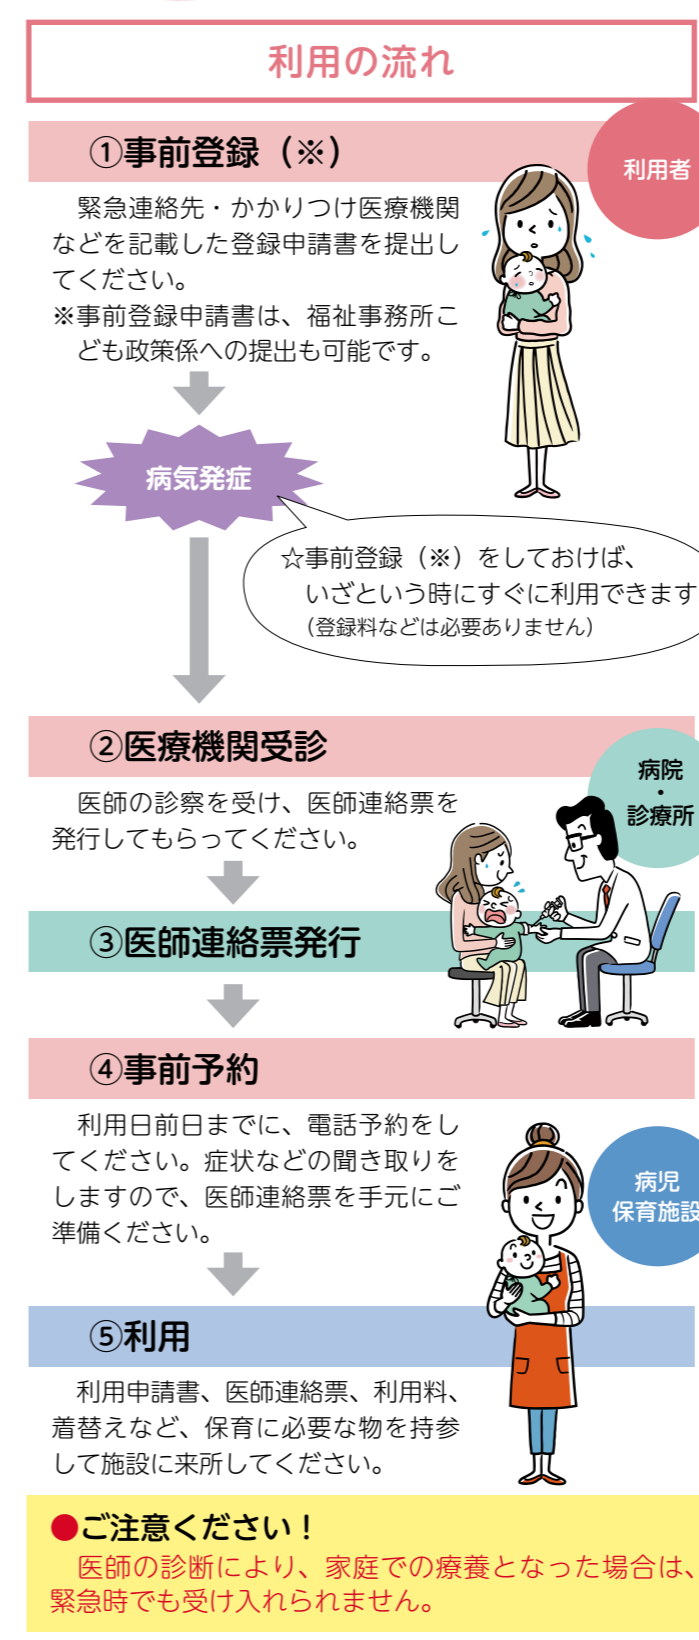 利用の流れ
①事前登録（※）
利用者
　緊急連絡先・かかりつけ医療機関
などを記載した登録申請書を提出し
てください。
※事前登録申請書は、福祉事務所こ
ども政策係への提出も可能です。
病気発症
☆事前登録（※）をしておけば、
いざという時にすぐに利用できます
（登録料などは必要ありません）
②医療機関受診
病院
・
診療所
　医師の診察を受け、医師連絡票を
発行してもらってください。
③医師連絡票発行
④事前予約
　利用日前日までに、電話予約をし
てください。症状などの聞き取りを
しますので、医師連絡票を手元にご
準備ください。
病児
保育施設
⑤利用
　利用申請書、医師連絡票、利用料、
着替えなど、保育に必要な物を持参
して施設に来所してください。
●ご注意ください！
　医師の診断により、家庭での療養となった場合は、
緊急時でも受け入れられません。